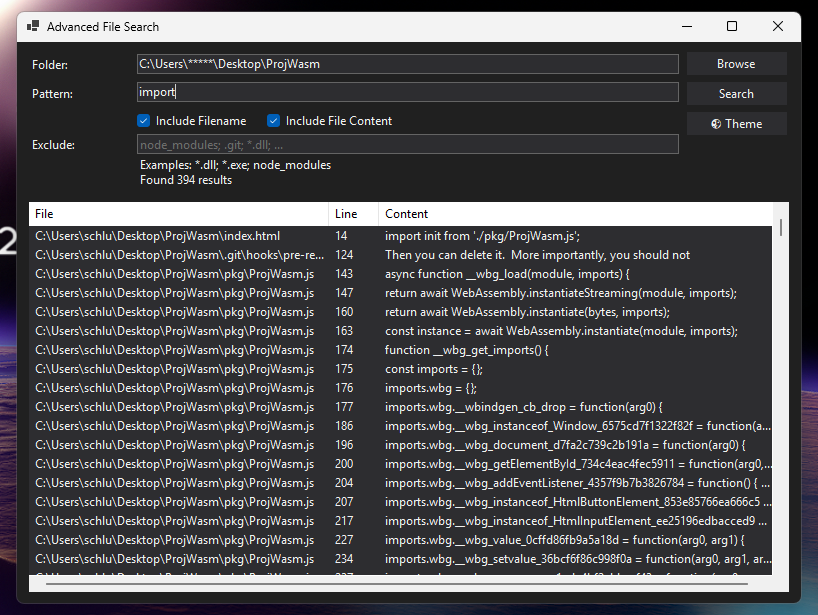 Advanced File Search
Folder: C:\Users\*****\Desktop\ProjWasm Browse
Pattern: import Search
Include Filename Include File Content Theme
Exclude: node_modules; .git; *.dll; ...
Examples: *.dll; *.exe; node_modules
Found 394 results
2
File Line Content
C:\Users\schlu\Desktop\ProjWasm\index.html 14 import init from './pkg/ProjWasm.js';
C:\Users\schlu\Desktop\ProjWasm\.git\hooks\pre-re... 124 Then you can delete it.  More importantly, you should not
C:\Users\schlu\Desktop\ProjWasm\pkg\ProjWasm.js 143 async function __wbg_load(module, imports) {
C:\Users\schlu\Desktop\ProjWasm\pkg\ProjWasm.js 147 return await WebAssembly.instantiateStreaming(module, imports);
C:\Users\schlu\Desktop\ProjWasm\pkg\ProjWasm.js 160 return await WebAssembly.instantiate(bytes, imports);
C:\Users\schlu\Desktop\ProjWasm\pkg\ProjWasm.js 163 const instance = await WebAssembly.instantiate(module, imports);
C:\Users\schlu\Desktop\ProjWasm\pkg\ProjWasm.js 174 function __wbg_get_imports() {
C:\Users\schlu\Desktop\ProjWasm\pkg\ProjWasm.js 175 const imports = {};
C:\Users\schlu\Desktop\ProjWasm\pkg\ProjWasm.js 176 imports.wbg = {};
C:\Users\schlu\Desktop\ProjWasm\pkg\ProjWasm.js 177 imports.wbg.__wbindgen_cb_drop = function(arg0) {
C:\Users\schlu\Desktop\ProjWasm\pkg\ProjWasm.js 186 imports.wbg.__wbg_instanceof_Window_6575cd7f1322f82f = function(a...
C:\Users\schlu\Desktop\ProjWasm\pkg\ProjWasm.js 196 imports.wbg.__wbg_document_d7fa2c739c2b191a = function(arg0) {
C:\Users\schlu\Desktop\ProjWasm\pkg\ProjWasm.js 200 imports.wbg.__wbg_getElementById_734c4eac4fec5911 = function(arg0,...
C:\Users\schlu\Desktop\ProjWasm\pkg\ProjWasm.js 204 imports.wbg.__wbg_addEventListener_4357f9b7b3826784 = function() { ...
C:\Users\schlu\Desktop\ProjWasm\pkg\ProjWasm.js 207 imports.wbg.__wbg_instanceof_HtmlButtonElement_853e85766ea666c5 ...
C:\Users\schlu\Desktop\ProjWasm\pkg\ProjWasm.js 217 imports.wbg.__wbg_instanceof_HtmlInputElement_ee25196edbacced9 ...
C:\Users\schlu\Desktop\ProjWasm\pkg\ProjWasm.js 227 imports.wbg.__wbg_value_0cffd86fb9a5a18d = function(arg0, arg1) {
C:\Users\schlu\Desktop\ProjWasm\pkg\ProjWasm.js 234 imports.wbg.__wbg_setvalue_36bcf6f86c998f0a = function(arg0, arg1, ar...